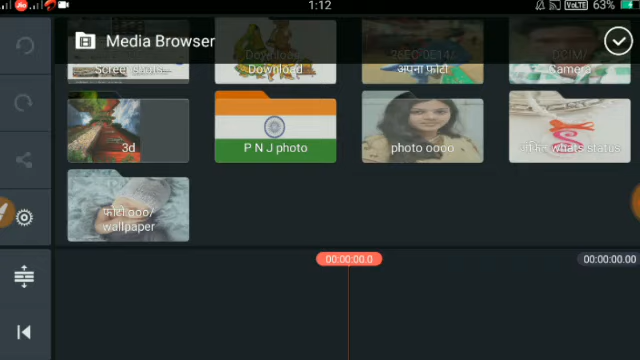 1:12
VoLTE 63%
Media Browser
Download
अपना फोटो
Camera
3d
P N J photo
photo oooo
whats status
फोटो ooo/
wallpaper
00:00:00.0
00:00:00.00